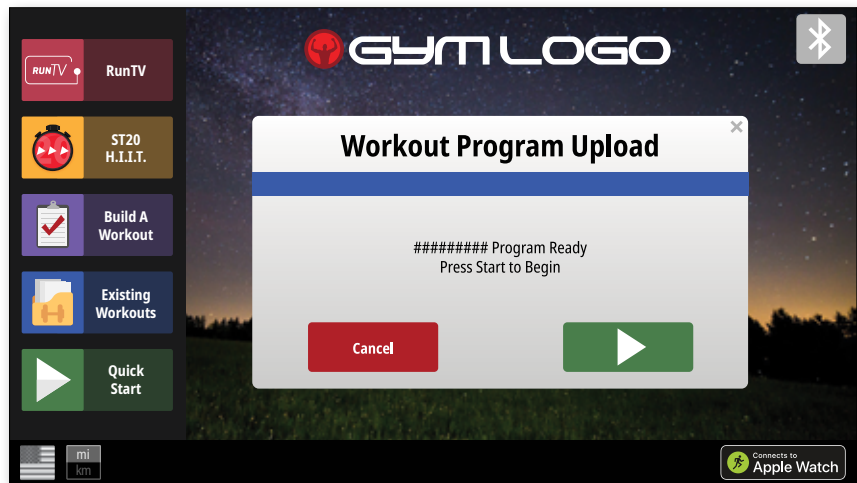 GYM LOGO
RUNTV
RunTV
ST20
H.I.I.T.
Build A
Workout
Existing
Workouts
Quick
Start
Workout Program Upload
######### Program Ready
Press Start to Begin
Cancel
mi
km
Connects to
Apple Watch